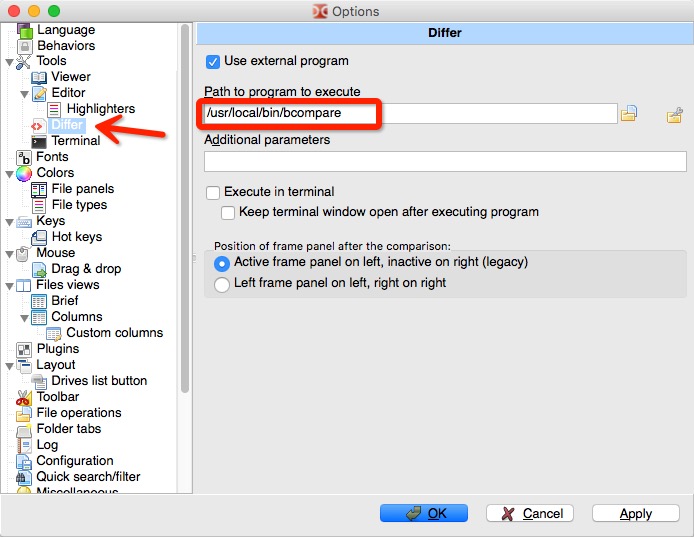 Options
Language
Behaviors
Tools
Viewer
Editor
Highlighters
Differ
Terminal
Fonts
Colors
File panels
File types
Keys
Hot keys
Mouse
Drag & drop
Files views
Brief
Columns
Custom columns
Plugins
Layout
Drives list button
Toolbar
File operations
Folder tabs
Log
Configuration
Quick search/filter
Miscellaneous
Differ
Use external program
Path to program to execute
/usr/local/bin/bcompare
Additional parameters
Execute in terminal
Keep terminal window open after executing program
Position of frame panel after the comparison:
Active frame panel on left, inactive on right (legacy)
Left frame panel on left, right on right
OK
Cancel
Apply